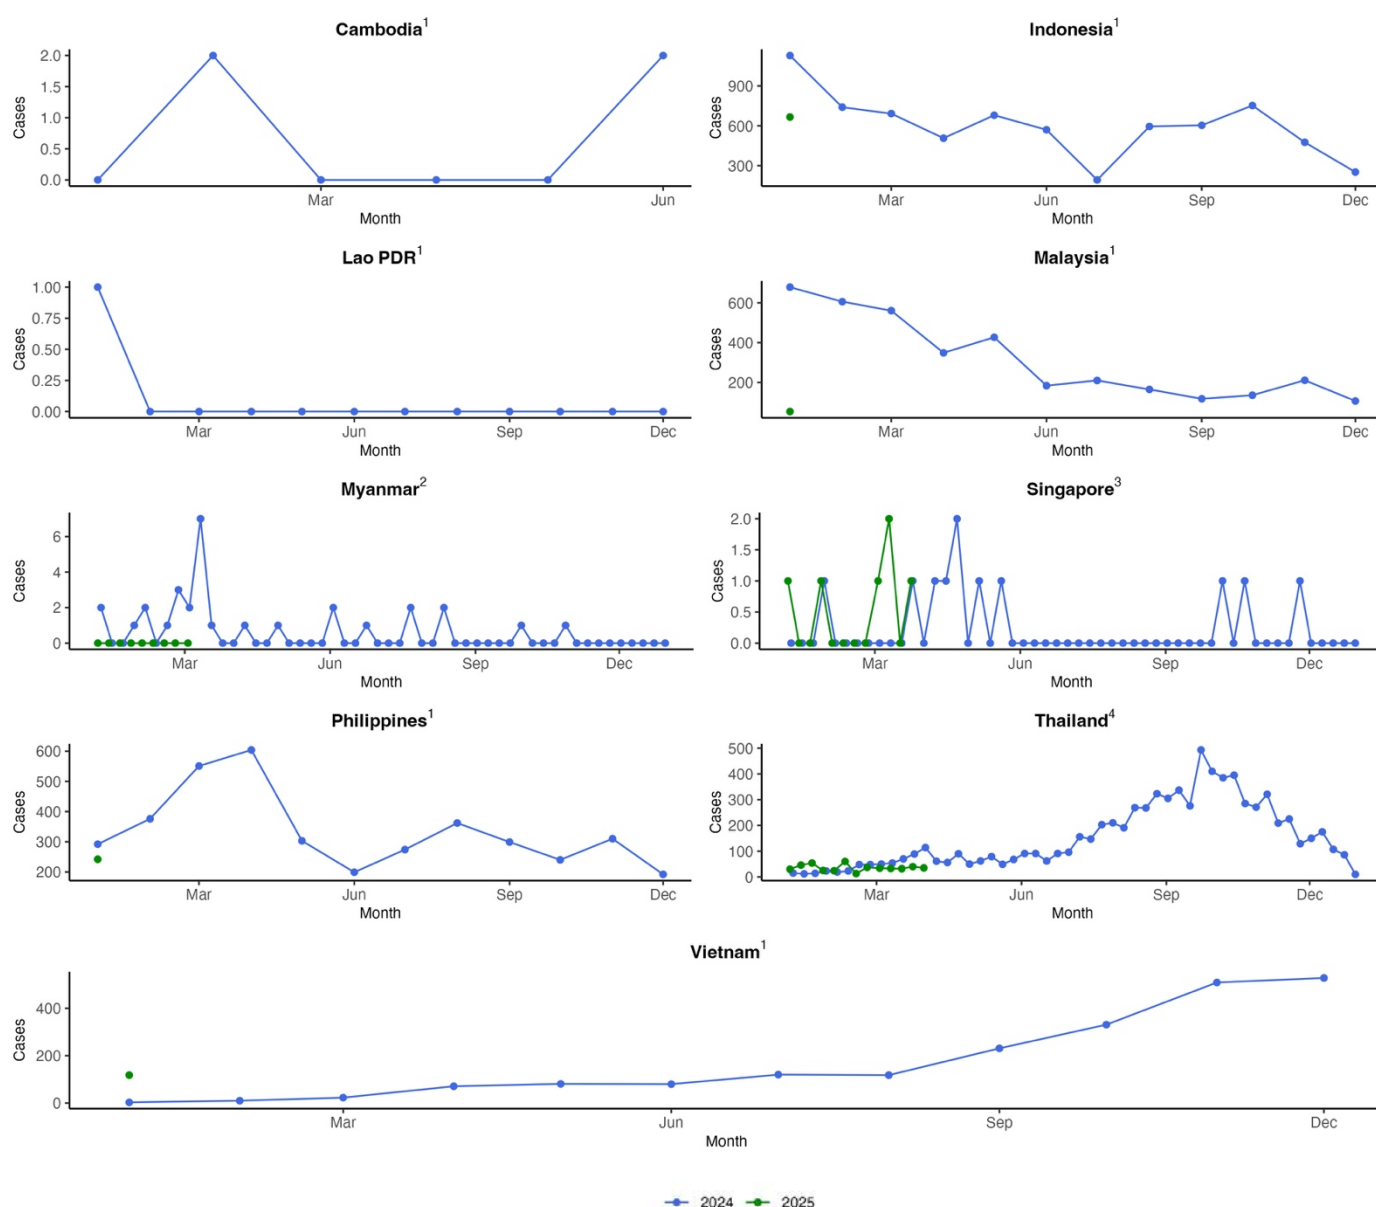 Cambodia¹
Cases
2.0
1.5
1.0
0.5
0.0
Mar
Jun
Month
Indonesia¹
Cases
900
600
300
Mar
Jun
Sep
Dec
Month
Lao PDR¹
Cases
1.00
0.75
0.50
0.25
0.00
Mar
Jun
Sep
Dec
Month
Malaysia¹
Cases
600
400
200
Mar
Jun
Sep
Dec
Month
Myanmar²
Cases
6
4
2
0
Mar
Jun
Sep
Dec
Month
Singapore³
Cases
2.0
1.5
1.0
0.5
0.0
Mar
Jun
Sep
Dec
Month
Philippines¹
Cases
600
500
400
300
200
Mar
Jun
Sep
Dec
Month
Thailand⁴
Cases
500
400
300
200
100
0
Mar
Jun
Sep
Dec
Month
Vietnam¹
Cases
400
200
0
Mar
Jun
Sep
Dec
Month
2024 2025